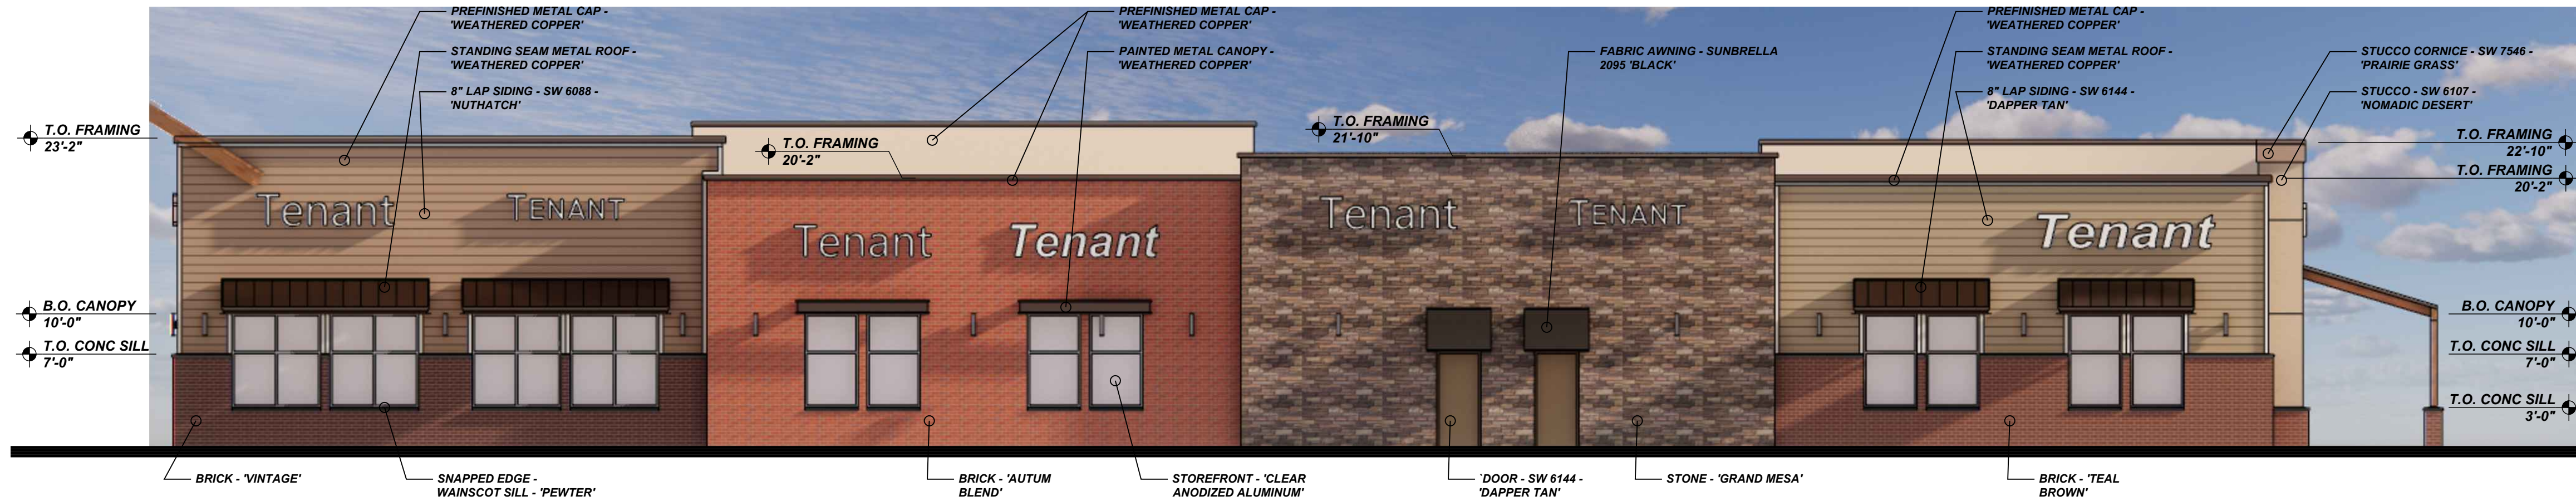 PREFINISHED METAL CAP -
'WEATHERED COPPER'
STANDING SEAM METAL ROOF -
'WEATHERED COPPER'
8" LAP SIDING - SW 6088 -
'NUTHATCH'
PREFINISHED METAL CAP -
'WEATHERED COPPER'
PAINTED METAL CANOPY -
'WEATHERED COPPER'
FABRIC AWNING - SUNBRELLA
2095 'BLACK'
PREFINISHED METAL CAP -
'WEATHERED COPPER'
STANDING SEAM METAL ROOF -
'WEATHERED COPPER'
8" LAP SIDING - SW 6144 -
'DAPPER TAN'
STUCCO CORNICE - SW 7546 -
'PRAIRIE GRASS'
STUCCO - SW 6107 -
'NOMADIC DESERT'
T.O. FRAMING
23'-2"
T.O. FRAMING
20'-2"
T.O. FRAMING
21'-10"
T.O. FRAMING
22'-10"
T.O. FRAMING
20'-2"
Tenant
TENANT
Tenant
Tenant
Tenant
TENANT
Tenant
B.O. CANOPY
10'-0"
T.O. CONC SILL
7'-0"
B.O. CANOPY
10'-0"
T.O. CONC SILL
7'-0"
T.O. CONC SILL
3'-0"
BRICK - 'VINTAGE'
SNAPPED EDGE -
WAINSCOT SILL - 'PEWTER'
BRICK - 'AUTUM
BLEND'
STOREFRONT - 'CLEAR
ANODIZED ALUMINUM'
`DOOR - SW 6144 -
'DAPPER TAN'
STONE - 'GRAND MESA'
BRICK - 'TEAL
BROWN'